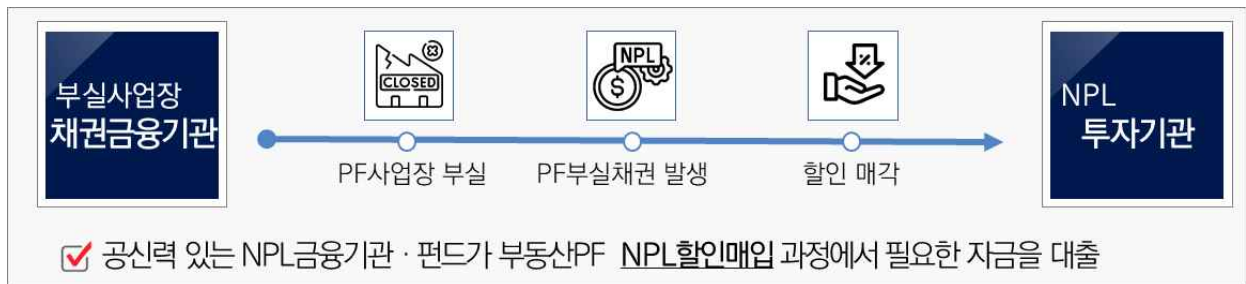 부실사업장
채권금융기관
CLOSED
NPL
$
%
PF사업장 부실
PF부실채권 발생
할인 매각
NPL
투자기관
공신력 있는 NPL금융기관 · 펀드가 부동산PF NPL할인매입 과정에서 필요한 자금을 대출